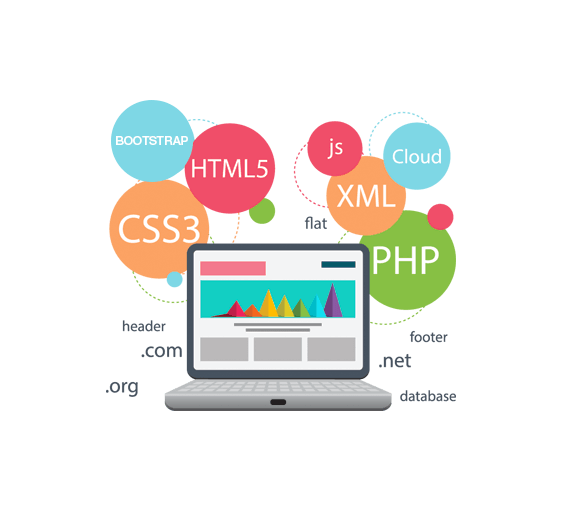 BOOTSTRAP
HTML5
js
Cloud
XML
CSS3
flat
PHP
header
.com
footer
.net
.org
database